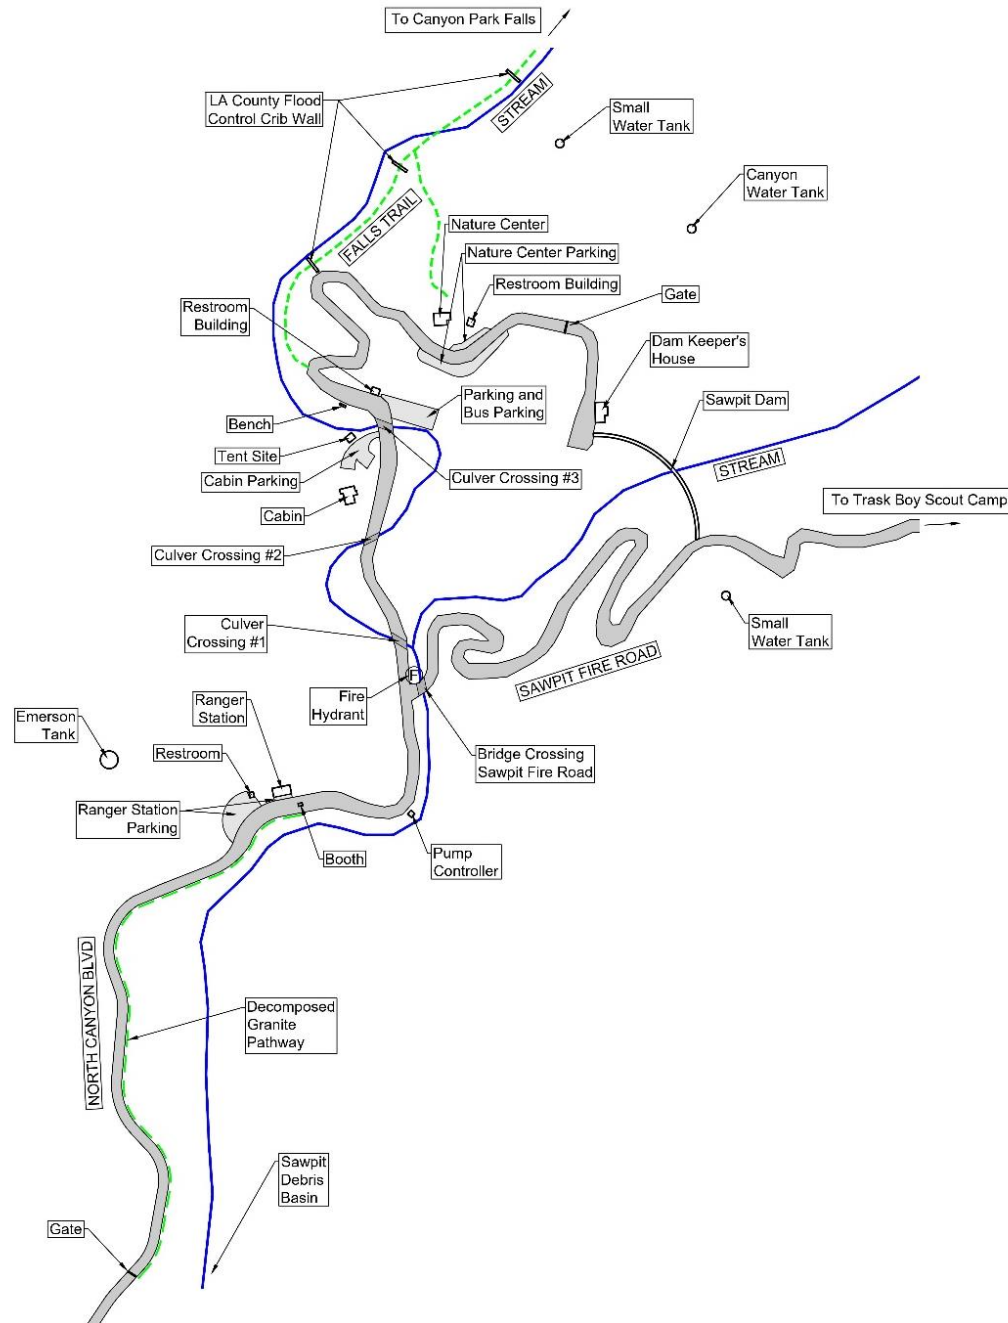 To Canyon Park Falls
STREAM
LA County Flood
Control Crib Wall
Small
Water Tank
Canyon
Water Tank
FALLS TRAIL
Nature Center
Nature Center Parking
Restroom Building
Restroom
Building
Gate
Dam Keeper's
House
Parking and
Bus Parking
Sawpit Dam
Bench
Tent Site
STREAM
Cabin Parking
Culver Crossing #3
To Trask Boy Scout Camp
Cabin
Culver Crossing #2
Culver
Crossing #1
Small
Water Tank
SAWPIT FIRE ROAD
F
Fire
Hydrant
Ranger
Station
Emerson
Tank
Restroom
Bridge Crossing
Sawpit Fire Road
Ranger Station
Parking
Booth
Pump
Controller
NORTH CANYON BLVD
Decomposed
Granite
Pathway
Sawpit
Debris
Basin
Gate